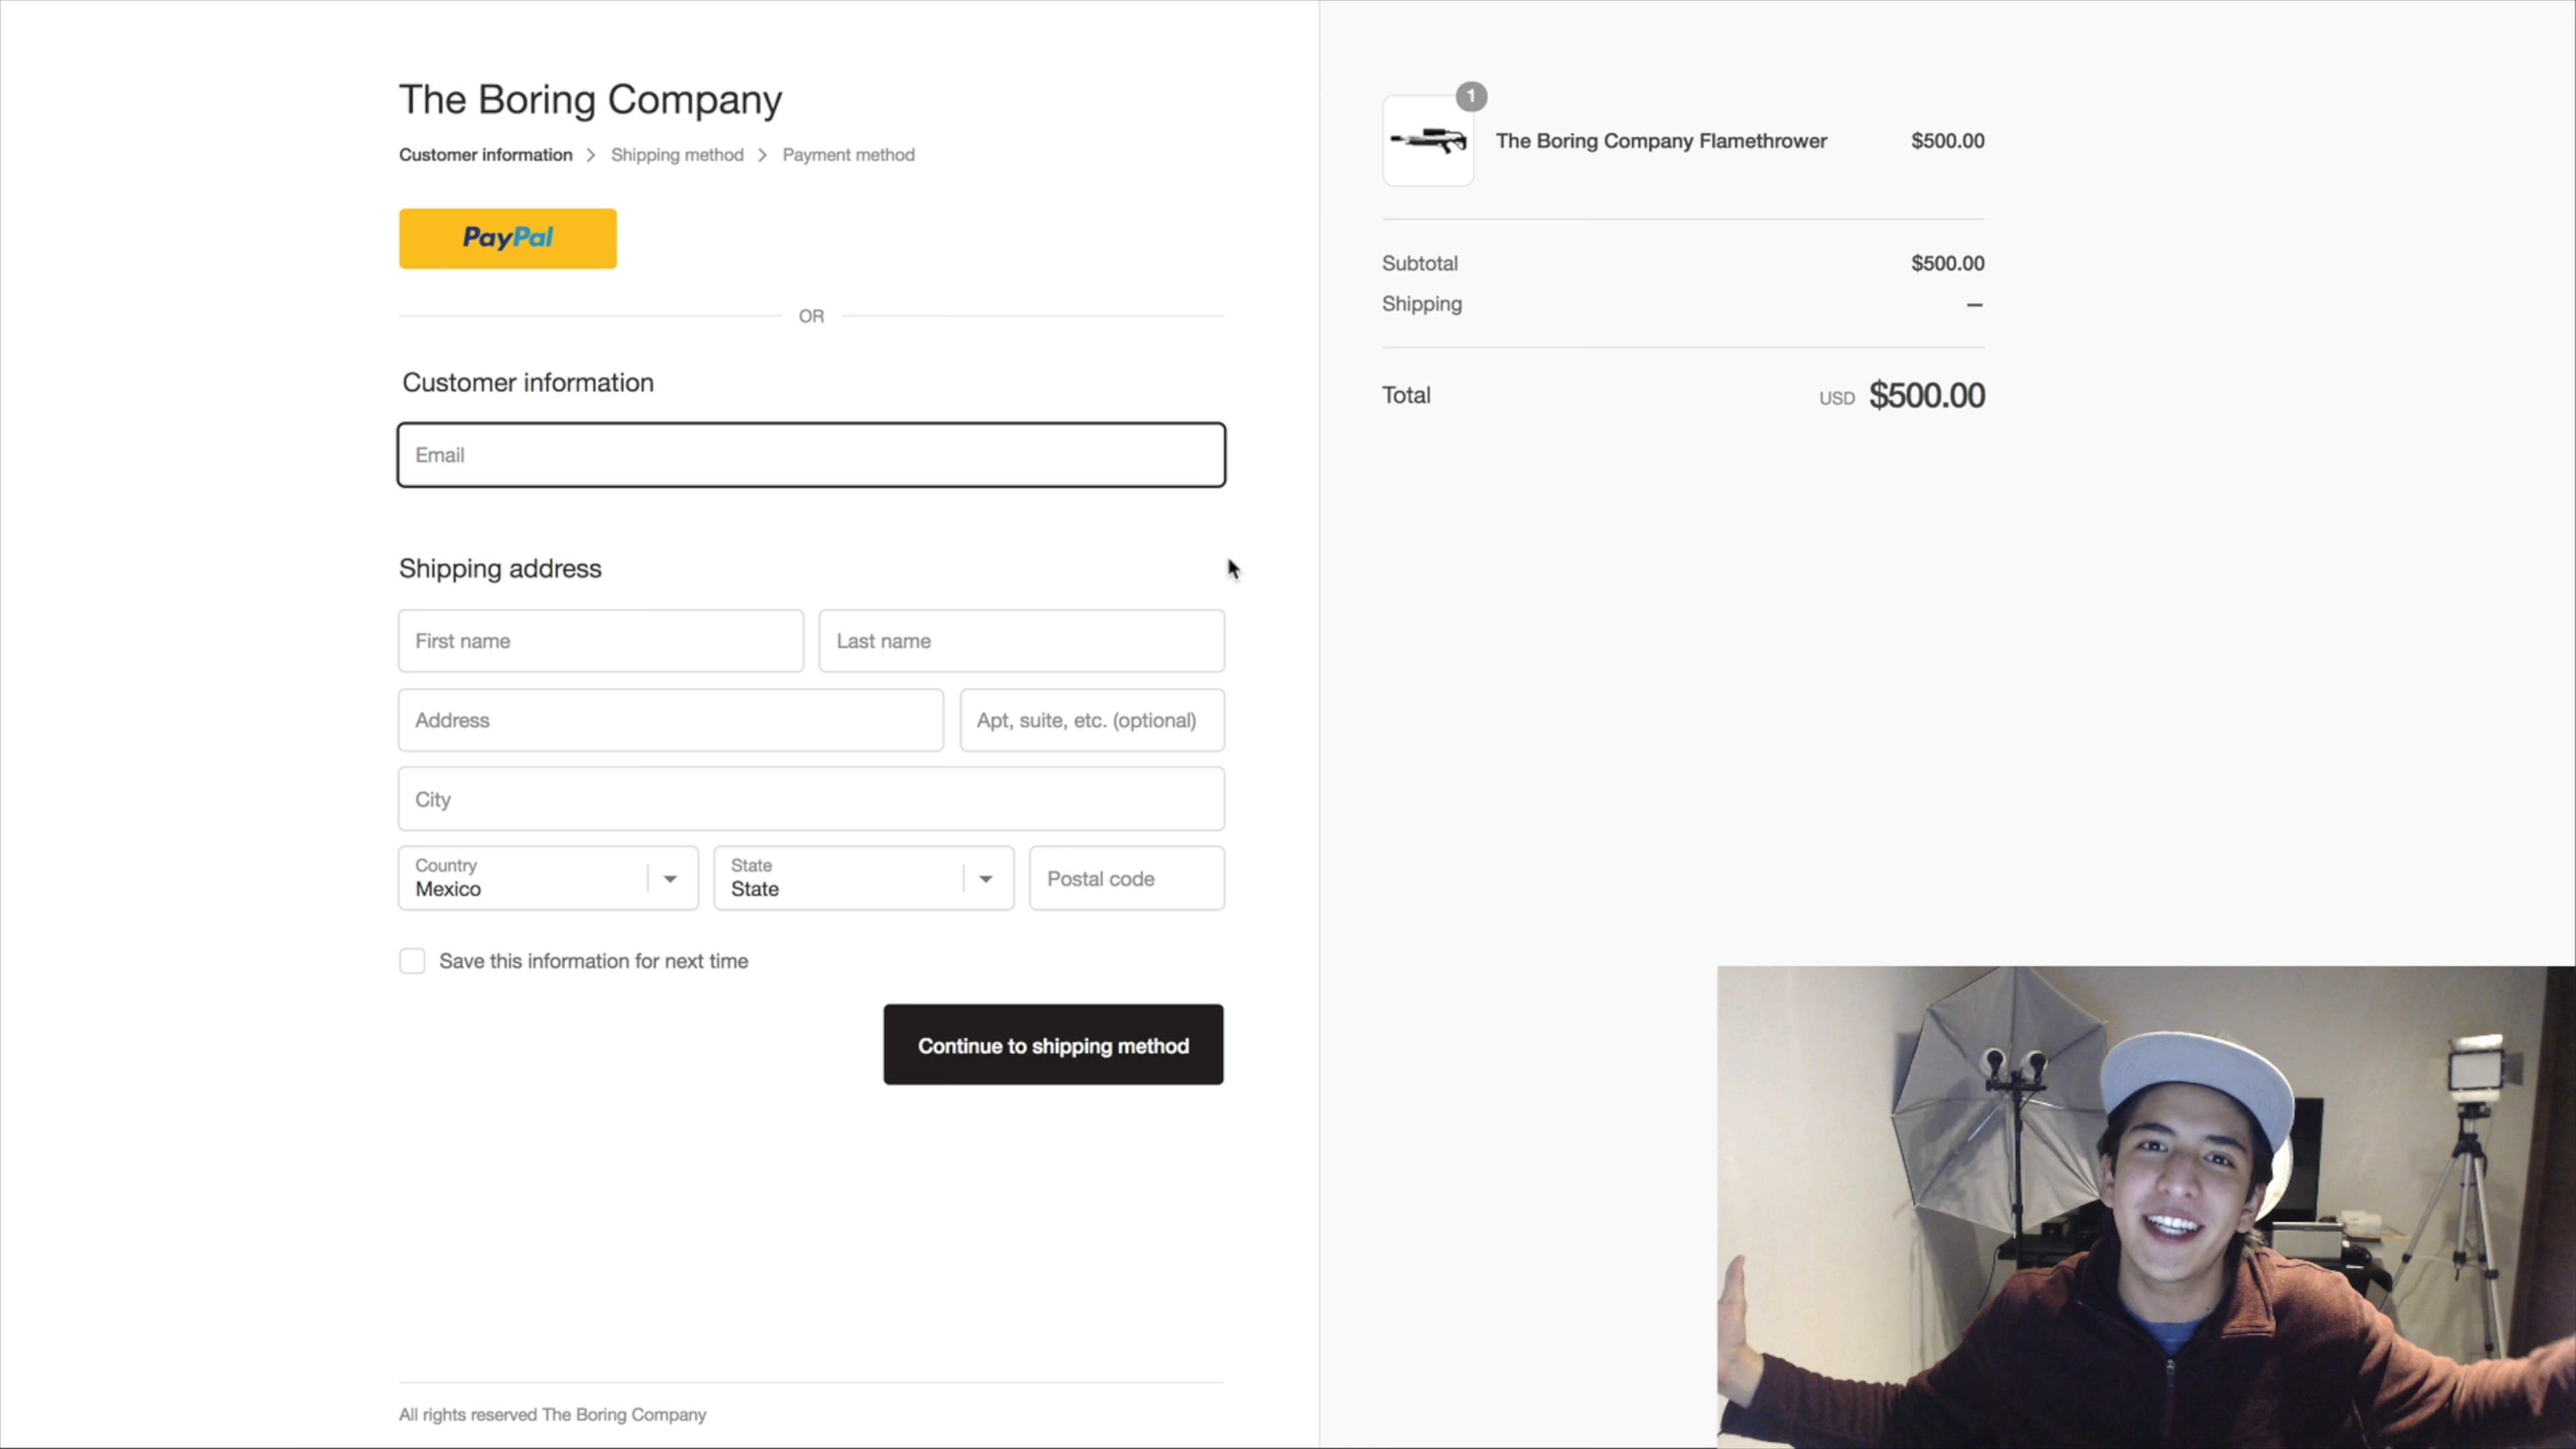 The Boring Company
Customer information > Shipping method > Payment method
PayPal
OR
Customer information
Email
Shipping address
First name
Last name
Address
Apt, suite, etc. (optional)
City
Country
Mexico
State
State
Postal code
Save this information for next time
Continue to shipping method
All rights reserved The Boring Company
1
The Boring Company Flamethrower $500.00
Subtotal $500.00
Shipping —
Total USD $500.00